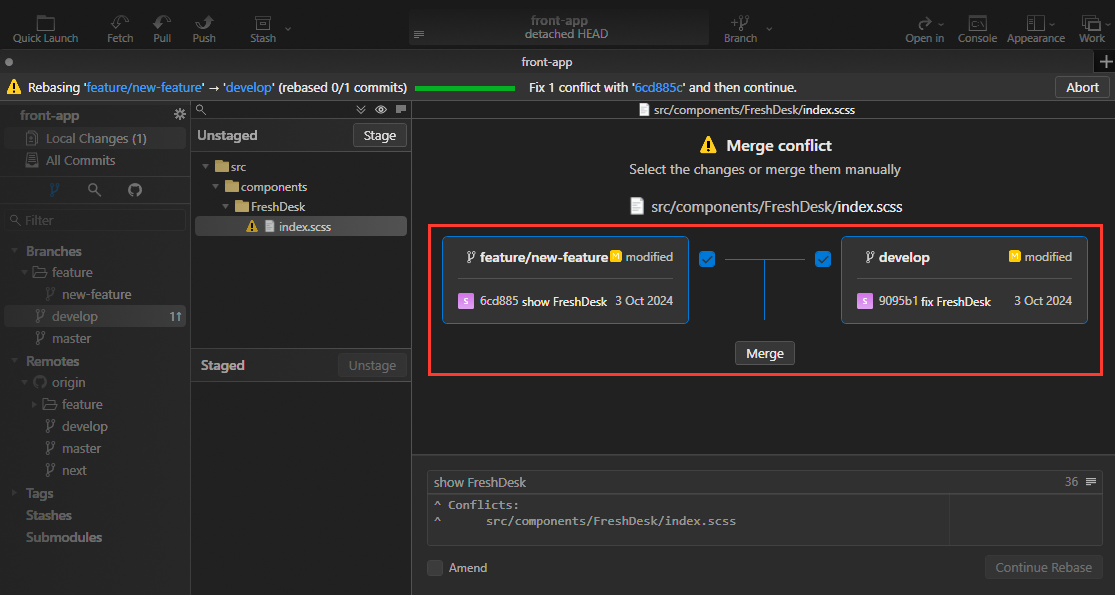 Quick Launch
Fetch
Pull
Push
Stash
front-app
detached HEAD
Branch
Open in
Console
Appearance
Work
front-app
Rebasing 'feature/new-feature' → 'develop' (rebased 0/1 commits)
Fix 1 conflict with '6cd885c' and then continue.
Abort
front-app
Local Changes (1)
All Commits
Filter
Branches
feature
new-feature
develop
1↑
master
Remotes
origin
feature
develop
master
next
Tags
Stashes
Submodules
Unstaged
Stage
src
components
FreshDesk
index.scss
Staged
Unstage
src/components/FreshDesk/index.scss
Merge conflict
Select the changes or merge them manually
src/components/FreshDesk/index.scss
feature/new-feature M modified
S 6cd885 show FreshDesk 3 Oct 2024
develop M modified
S 9095b1 fix FreshDesk 3 Oct 2024
Merge
show FreshDesk
36
^ Conflicts:
^ src/components/FreshDesk/index.scss
Amend
Continue Rebase